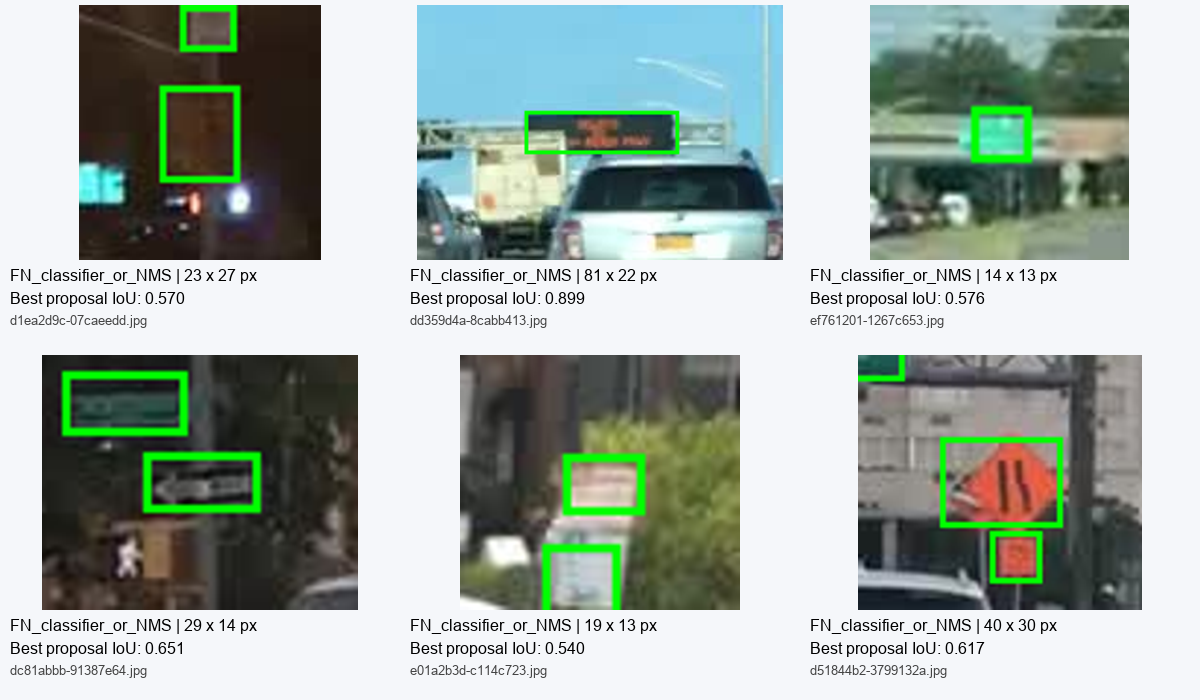 FN_classifier_or_NMS | 23 x 27 px
Best proposal IoU: 0.570
d1ea2d9c-07caeedd.jpg
FN_classifier_or_NMS | 81 x 22 px
Best proposal IoU: 0.899
dd359d4a-8cabb413.jpg
FN_classifier_or_NMS | 14 x 13 px
Best proposal IoU: 0.576
ef761201-1267c653.jpg
FN_classifier_or_NMS | 29 x 14 px
Best proposal IoU: 0.651
dc81abbb-91387e64.jpg
FN_classifier_or_NMS | 19 x 13 px
Best proposal IoU: 0.540
e01a2b3d-c114c723.jpg
FN_classifier_or_NMS | 40 x 30 px
Best proposal IoU: 0.617
d51844b2-3799132a.jpg